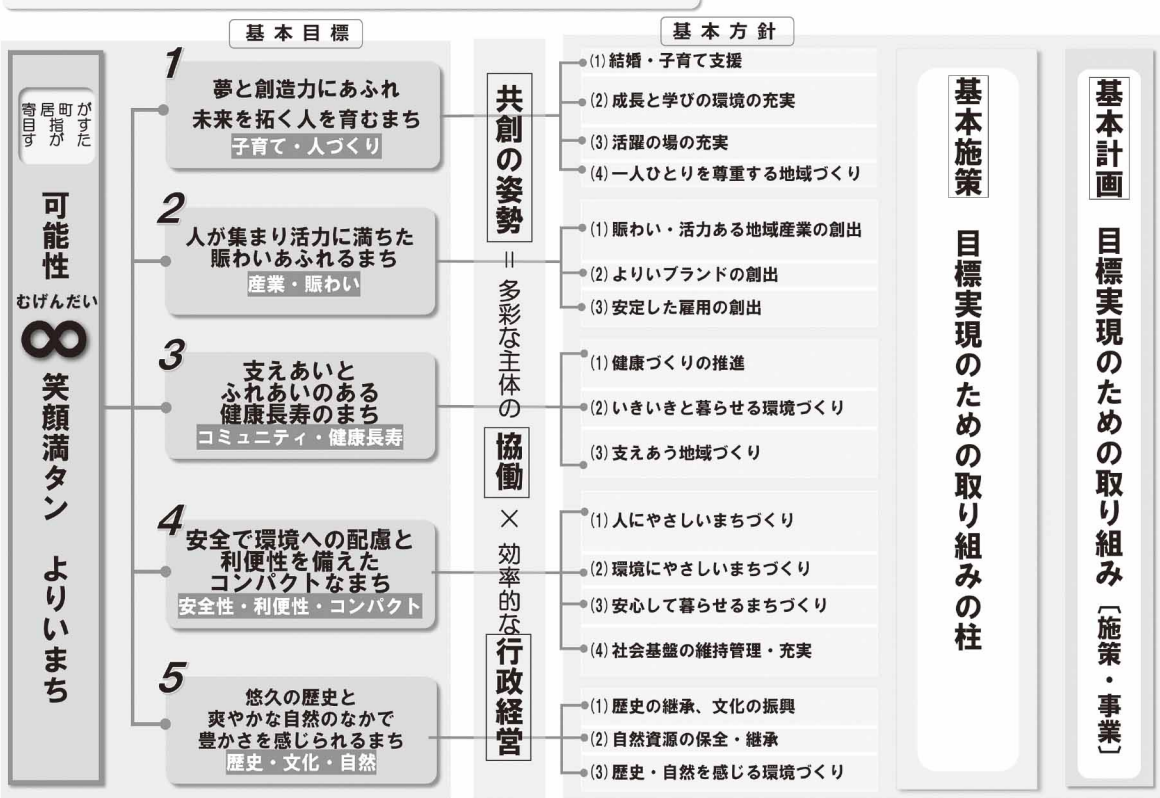 基本目標
基本方針
寄居町が
目指す
すがた
可能性
むげんだい
∞
笑顔満タン よりいまち
1
夢と創造力にあふれ
未来を拓く人を育むまち
子育て・人づくり
2
人が集まり活力に満ちた
賑わいあふれるまち
産業・賑わい
3
支えあいと
ふれあいのある
健康長寿のまち
コミュニティ・健康長寿
4
安全で環境への配慮と
利便性を備えた
コンパクトなまち
安全性・利便性・コンパクト
5
悠久の歴史と
爽やかな自然のなかで
豊かさを感じられるまち
歴史・文化・自然
共創の姿勢=多彩な主体の協働×効率的な行政経営
(1)結婚・子育て支援
(2)成長と学びの環境の充実
(3)活躍の場の充実
(4)一人ひとりを尊重する地域づくり
(1)賑わい・活力ある地域産業の創出
(2)よりいブランドの創出
(3)安定した雇用の創出
(1)健康づくりの推進
(2)いきいきと暮らせる環境づくり
(3)支えあう地域づくり
(1)人にやさしいまちづくり
(2)環境にやさしいまちづくり
(3)安心して暮らせるまちづくり
(4)社会基盤の維持管理・充実
(1)歴史の継承、文化の振興
(2)自然資源の保全・継承
(3)歴史・自然を感じる環境づくり
基本施策 目標実現のための取り組みの柱
基本計画 目標実現のための取り組み〔施策・事業〕